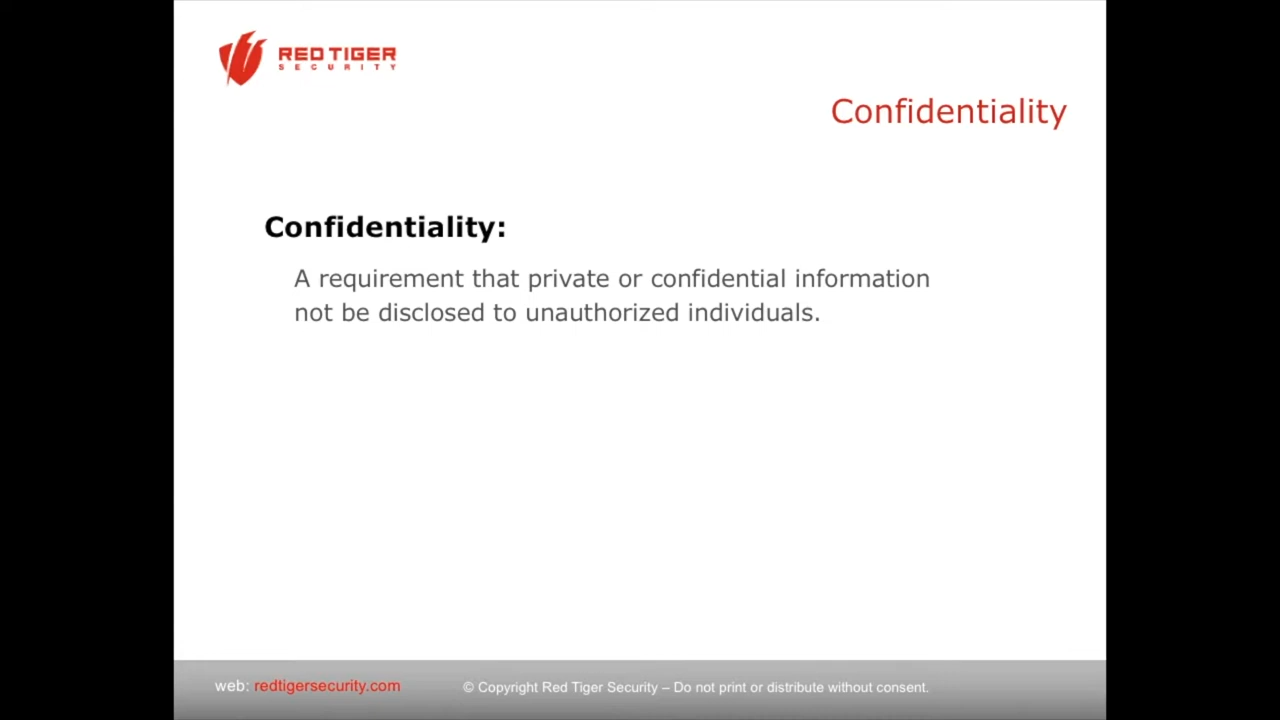 RED TIGER
SECURITY
Confidentiality
Confidentiality:
A requirement that private or confidential information
not be disclosed to unauthorized individuals.
web: redtigersecurity.com © Copyright Red Tiger Security – Do not print or distribute without consent.